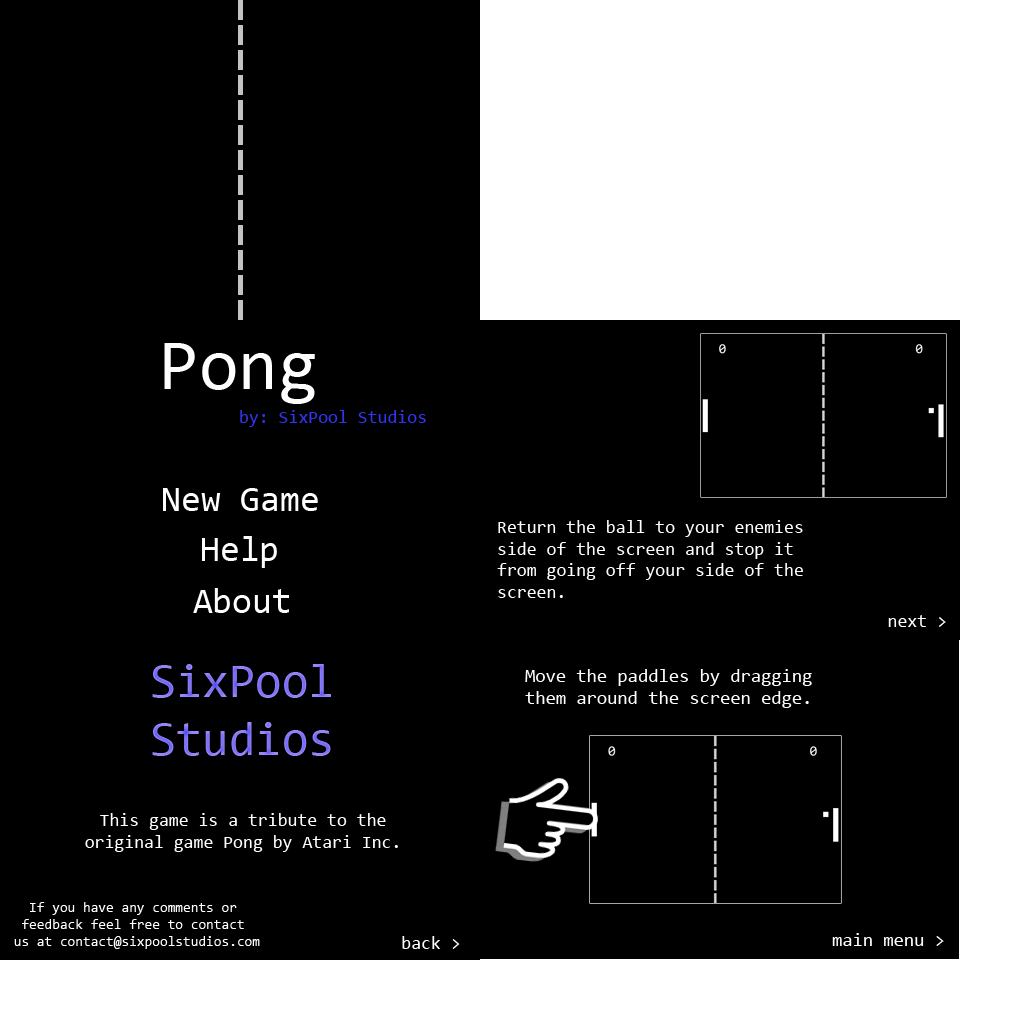 Pong
by: SixPool Studios
New Game
Help
About
SixPool
Studios
This game is a tribute to the
original game Pong by Atari Inc.
If you have any comments or
feedback feel free to contact
us at contact@sixpoolstudios.com
back >
0 0
Return the ball to your enemies
side of the screen and stop it
from going off your side of the
screen.
next >
Move the paddles by dragging
them around the screen edge.
0 0
main menu >